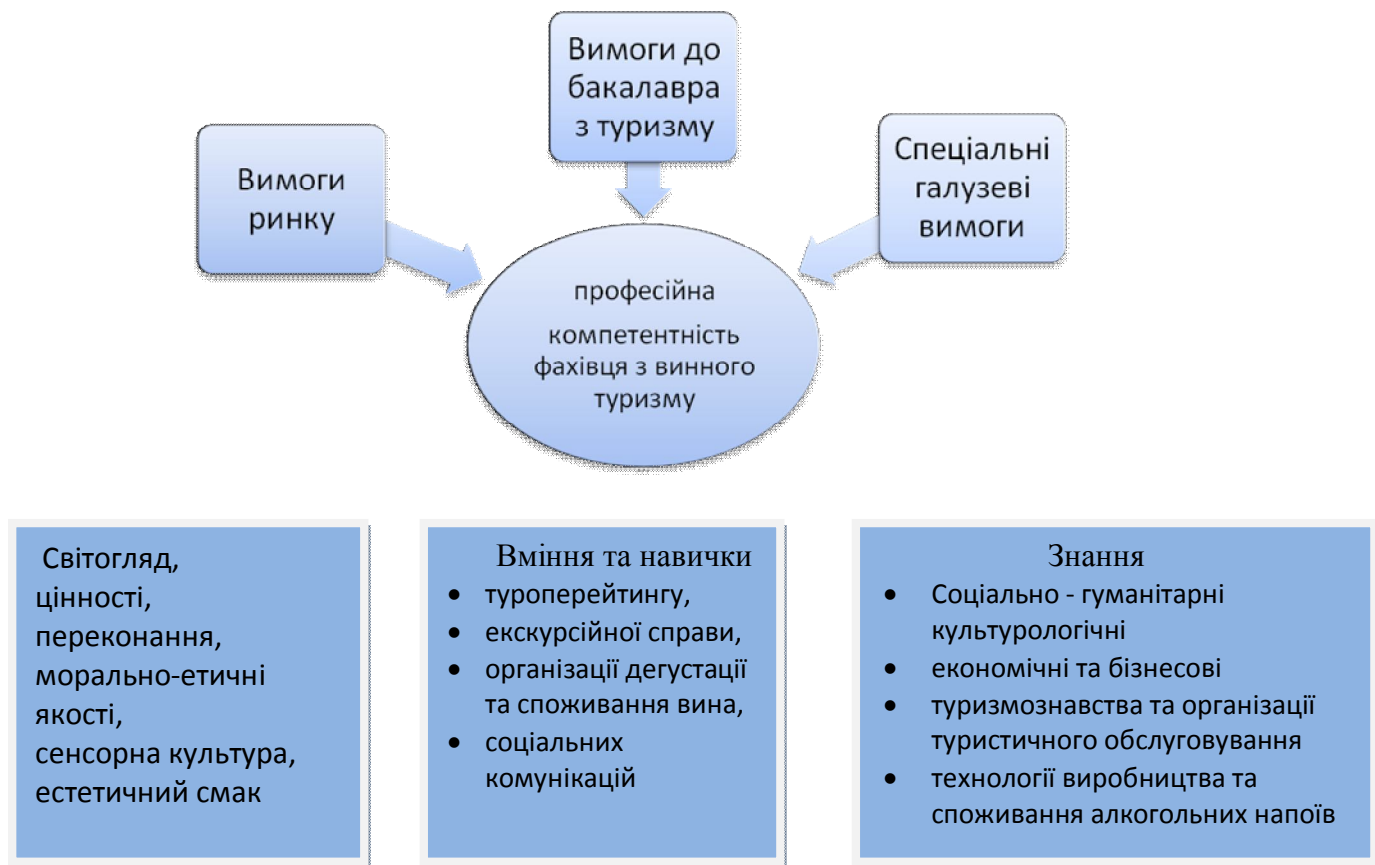 Вимоги до
бакалавра
з туризму
Вимоги
ринку
Спеціальні
галузеві
вимоги
професійна
компетентність
фахівця з винного
туризму
Світогляд,
цінності,
переконання,
морально-етичні
якості,
сенсорна культура,
естетичний смак
Вміння та навички
• туроперейтингу,
• екскурсійної справи,
• організації дегустації
та споживання вина,
• соціальних
комунікацій
Знання
• Соціально - гуманітарні
культурологічні
• економічні та бізнесові
• туризмознавства та організації
туристичного обслуговування
• технології виробництва та
споживання алкогольних напоїв